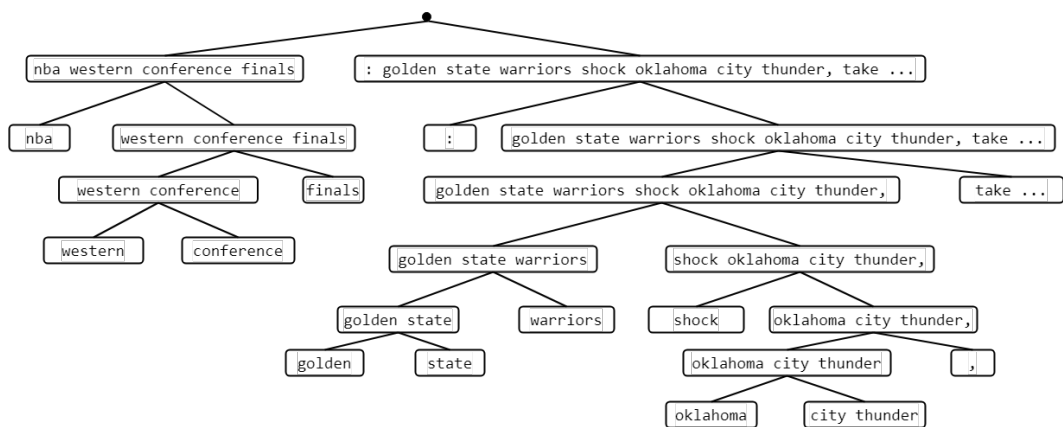 nba western conference finals
: golden state warriors shock oklahoma city thunder, take ...
nba
western conference finals
:
golden state warriors shock oklahoma city thunder, take ...
western conference
finals
golden state warriors shock oklahoma city thunder,
take ...
western
conference
golden state warriors
shock oklahoma city thunder,
golden state
warriors
shock
oklahoma city thunder,
golden
state
oklahoma city thunder
,
oklahoma
city thunder